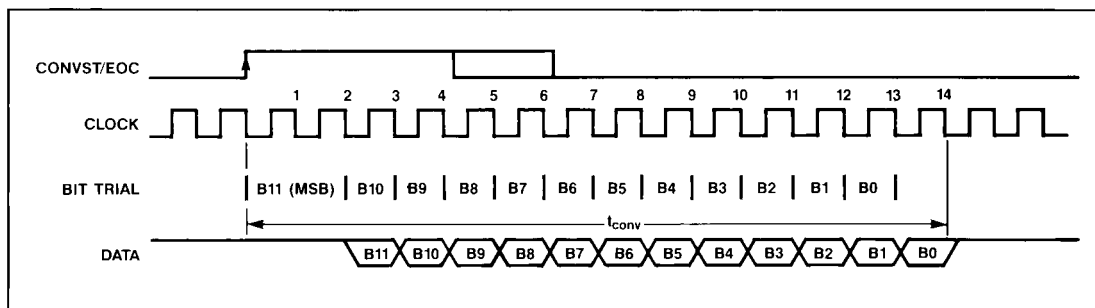 CONVST/EOC
1 2 3 4 5 6 7 8 9 10 11 12 13 14
CLOCK
BIT TRIAL B11 (MSB) B10 B9 B8 B7 B6 B5 B4 B3 B2 B1 B0
tconv
DATA B11 B10 B9 B8 B7 B6 B5 B4 B3 B2 B1 B0